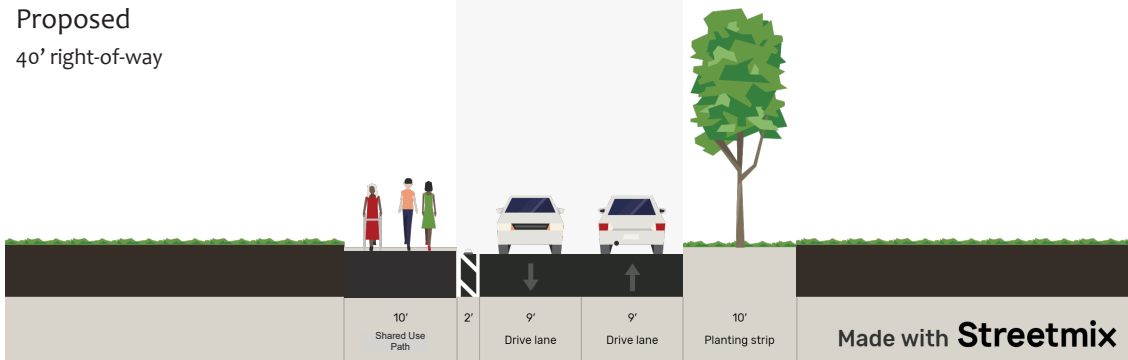 Proposed
40’ right-of-way
10’
Shared Use
Path
2’
9’
Drive lane
9’
Drive lane
10’
Planting strip
Made with Streetmix